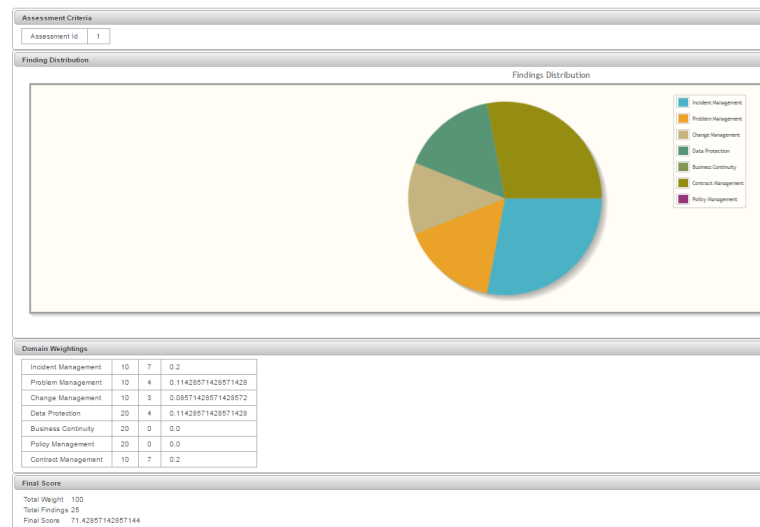 Assessment Criteria
Assessment Id 1
Finding Distribution
Findings Distribution
Incident Management
Problem Management
Change Management
Data Protection
Business Continuity
Contract Management
Policy Management
Domain Weightings
Incident Management 10 7 0.2
Problem Management 10 4 0.11428571428571428
Change Management 10 3 0.08571428571428572
Data Protection 20 4 0.11428571428571428
Business Continuity 20 0 0.0
Policy Management 20 0 0.0
Contract Management 10 7 0.2
Final Score
Total Weight 100
Total Findings 25
Final Score 71.42857142857144